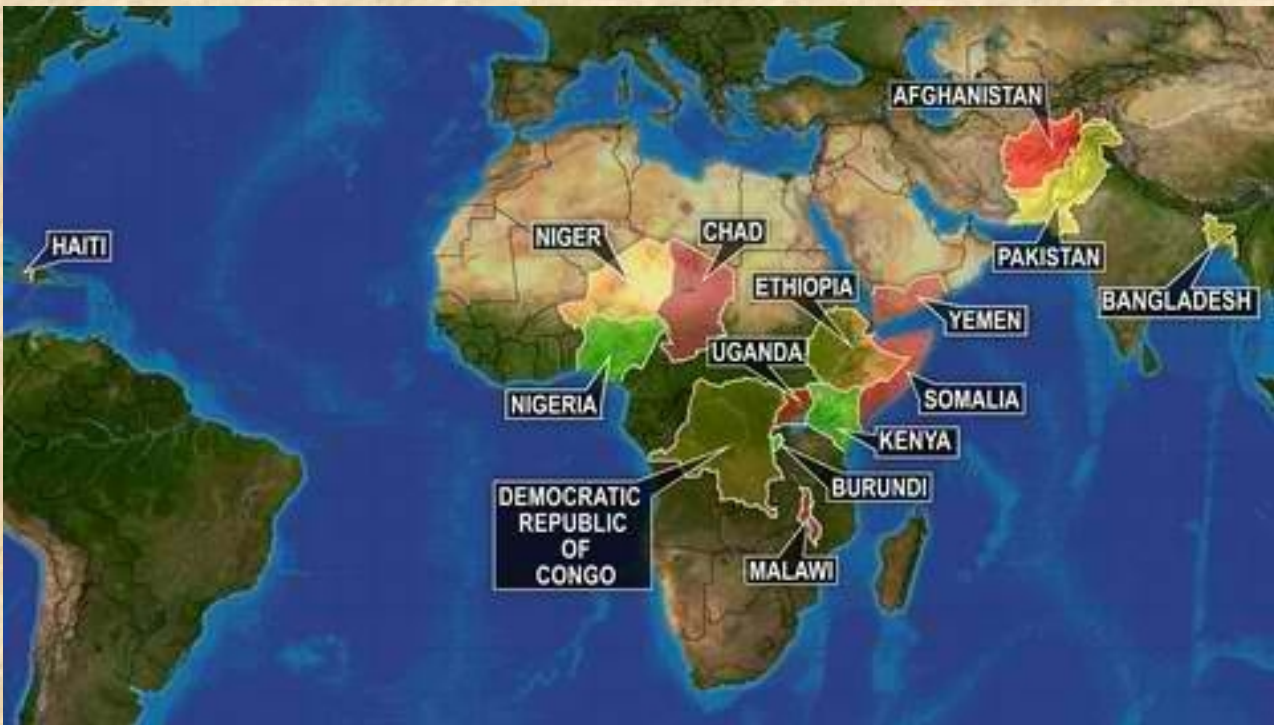 AFGHANISTAN
HAITI
NIGER
CHAD
PAKISTAN
ETHIOPIA
BANGLADESH
YEMEN
UGANDA
NIGERIA
SOMALIA
KENYA
BURUNDI
DEMOCRATIC
REPUBLIC
OF
CONGO
MALAWI